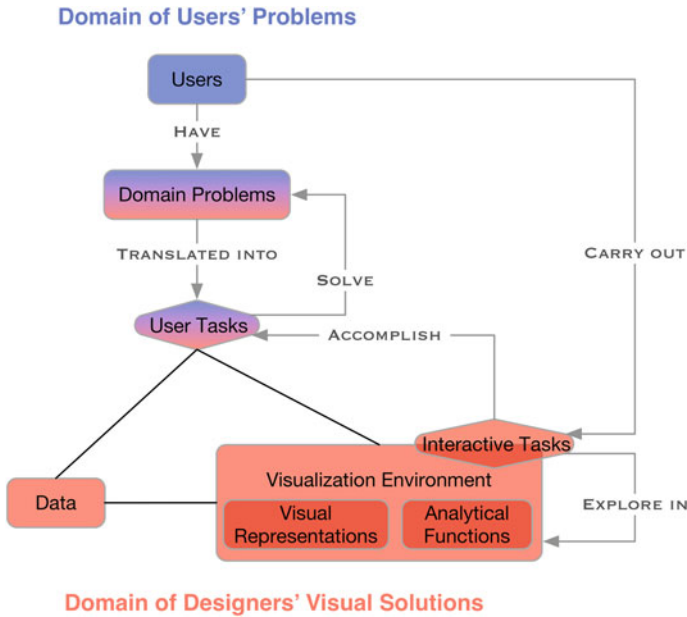 Domain of Users' Problems
Users
HAVE
Domain Problems
TRANSLATED INTO
SOLVE
CARRY OUT
User Tasks
ACCOMPLISH
Interactive Tasks
Visualization Environment
Data
Visual
Representations
Analytical
Functions
EXPLORE IN
Domain of Designers' Visual Solutions